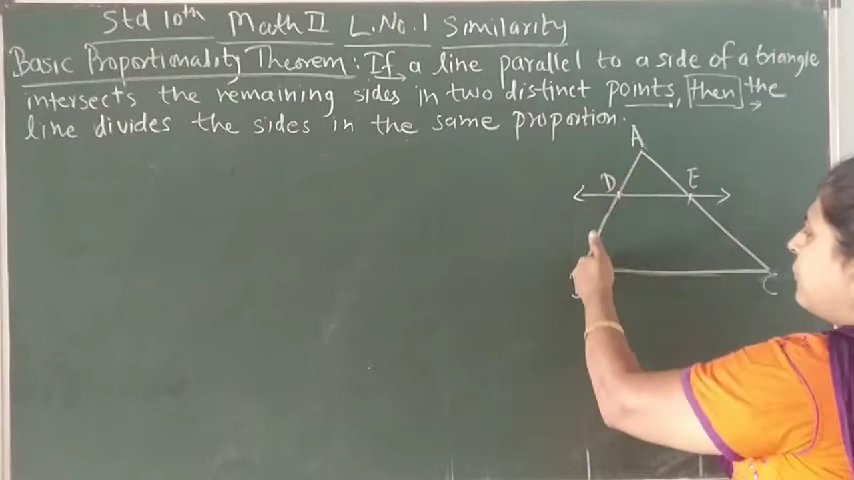 Std 10th Math II L.No.1 Similarity
Basic Proportionality Theorem : If a line parallel to a side of a triangle
intersects the remaining sides in two distinct points, then the
line divides the sides in the same proportion.
A
D E
C